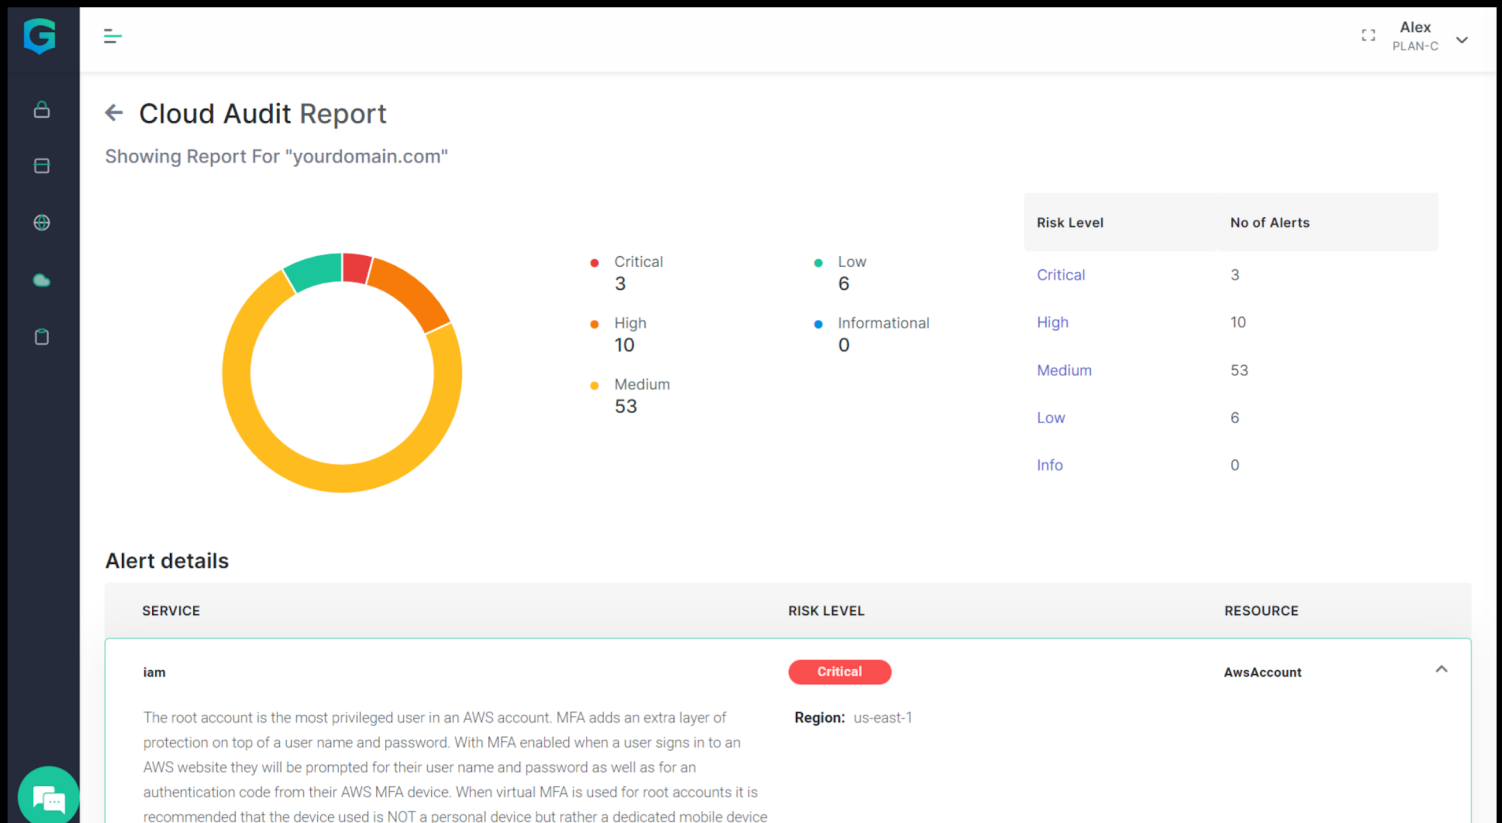 G
Alex
PLAN-C
Cloud Audit Report
Showing Report For "yourdomain.com"
Critical
3
High
10
Medium
53
Low
6
Informational
0
Risk Level No of Alerts
Critical 3
High 10
Medium 53
Low 6
Info 0
Alert details
SERVICE RISK LEVEL RESOURCE
iam Critical AwsAccount
The root account is the most privileged user in an AWS account. MFA adds an extra layer of
protection on top of a user name and password. With MFA enabled when a user signs in to an
AWS website they will be prompted for their user name and password as well as for an
authentication code from their AWS MFA device. When virtual MFA is used for root accounts it is
recommended that the device used is NOT a personal device but rather a dedicated mobile device
Region: us-east-1